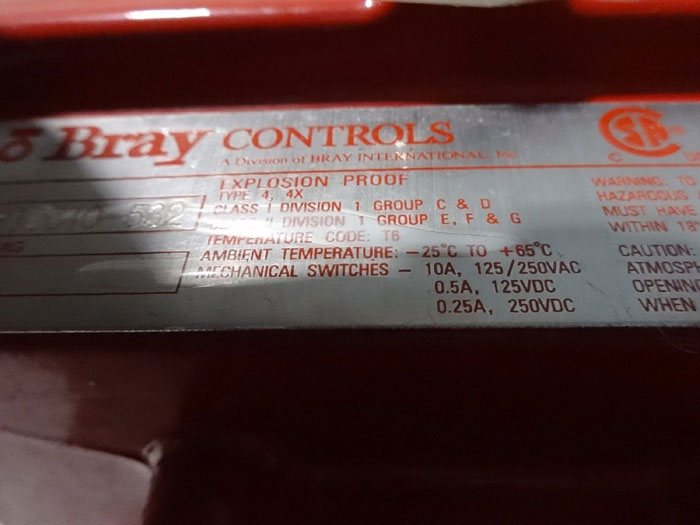 Bray CONTROLS
A Division of BRAY INTERNATIONAL, Inc.
EXPLOSION PROOF
TYPE 4, 4X
CLASS I DIVISION 1 GROUP C & D
II DIVISION 1 GROUP E, F & G
TEMPERATURE CODE: T6
AMBIENT TEMPERATURE: -25°C TO +65°C
MECHANICAL SWITCHES - 10A, 125/250VAC
0.5A, 125VDC
0.25A, 250VDC
-532
C
WARNING: TO
HAZARDOUS
MUST HAVE
WITHIN 18"
CAUTION:
ATMOSPH
OPENING
WHEN